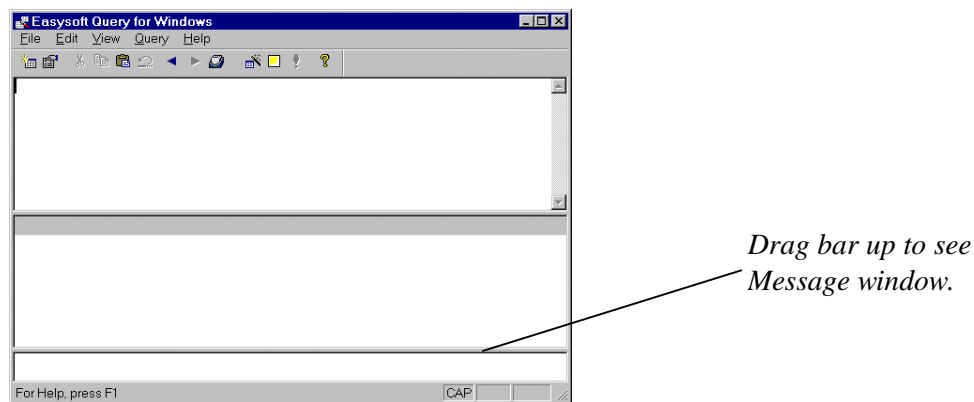 Easysoft Query for Windows
File Edit View Query Help
Drag bar up to see
Message window.
For Help, press F1 CAP